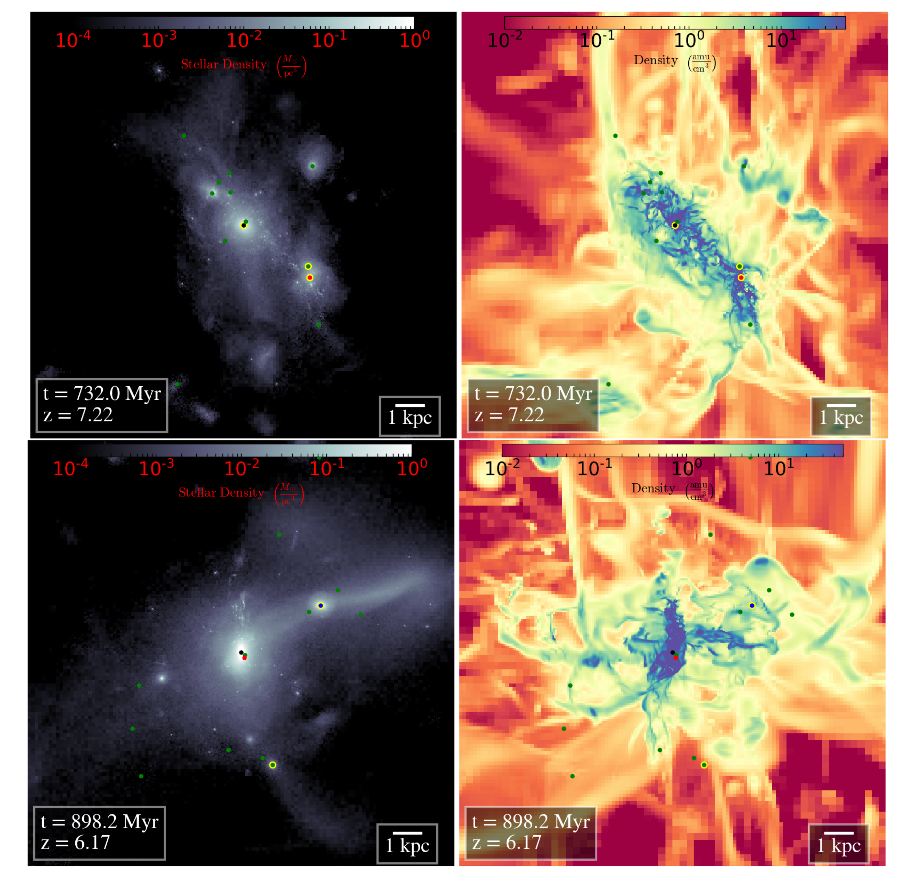 10^-4 10^-3 10^-2 10^-1 10^0
Stellar Density
10^-2 10^-1 10^0 10^1
Density (amu/cm^3)
t = 732.0 Myr
z = 7.22
1 kpc
t = 732.0 Myr
z = 7.22
1 kpc
10^-4 10^-3 10^-2 10^-1 10^0
Stellar Density
10^-2 10^-1 10^0 10^1
Density (amu/cm^3)
t = 898.2 Myr
z = 6.17
1 kpc
t = 898.2 Myr
z = 6.17
1 kpc